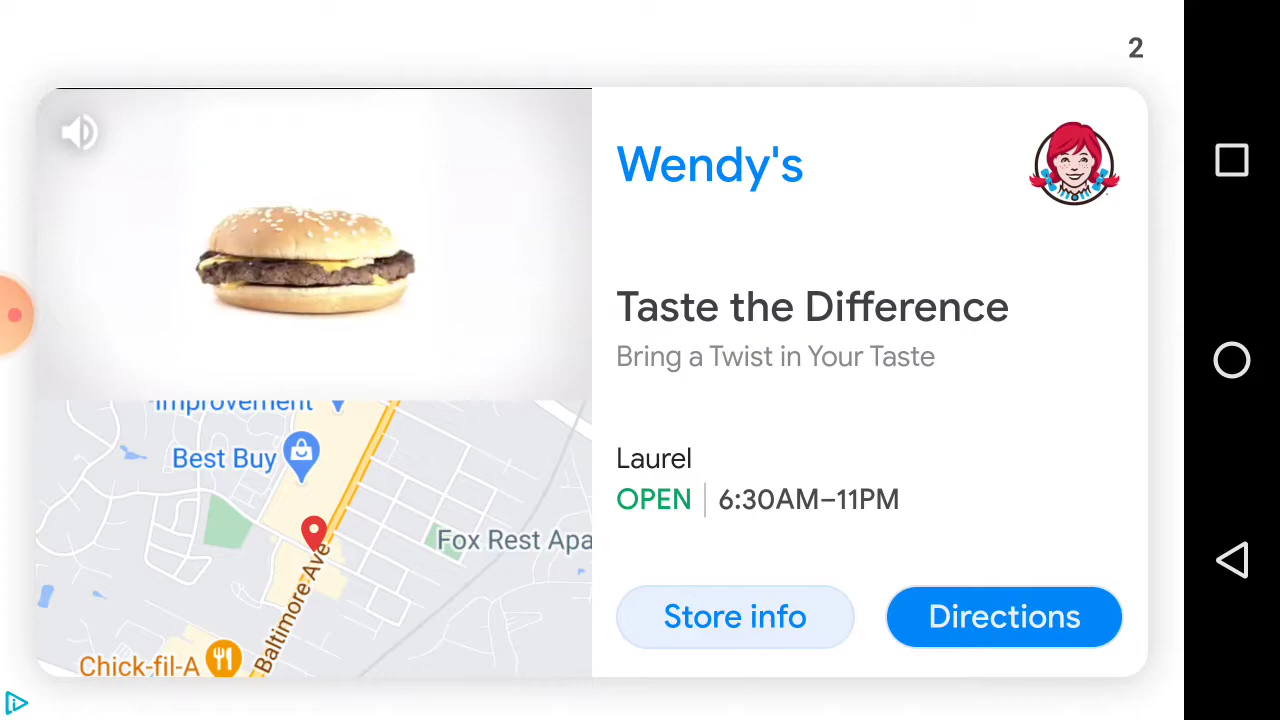 2
Wendy's
Taste the Difference
Bring a Twist in Your Taste
Laurel
OPEN 6:30AM–11PM
Store info
Directions
Improvement
Best Buy
Fox Rest Apa
Baltimore Ave
Chick-fil-A